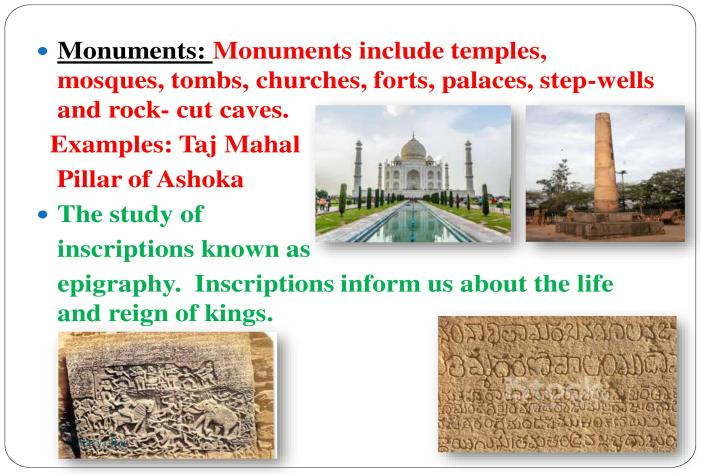 Monuments: Monuments include temples,
mosques, tombs, churches, forts, palaces, step-wells
and rock- cut caves.
Examples: Taj Mahal
Pillar of Ashoka
The study of
inscriptions known as
epigraphy. Inscriptions inform us about the life
and reign of kings.
iStock